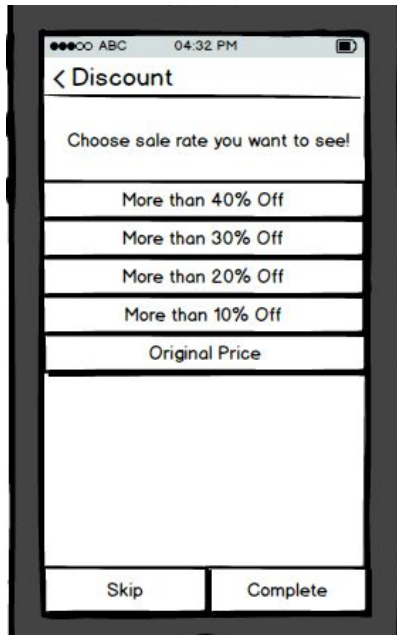 ABC 04:32 PM
< Discount
Choose sale rate you want to see!
More than 40% Off
More than 30% Off
More than 20% Off
More than 10% Off
Original Price
Skip Complete